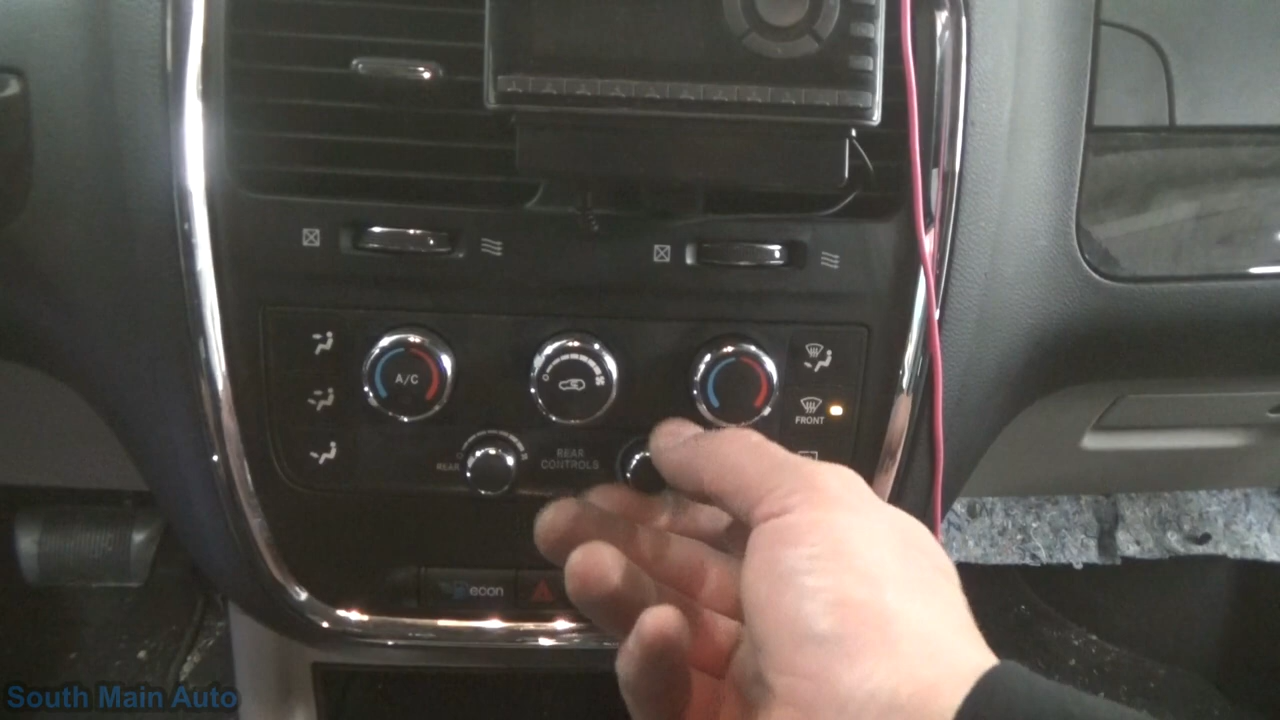 A/C
FRONT
REAR
REAR
CONTROLS
econ
South Main Auto